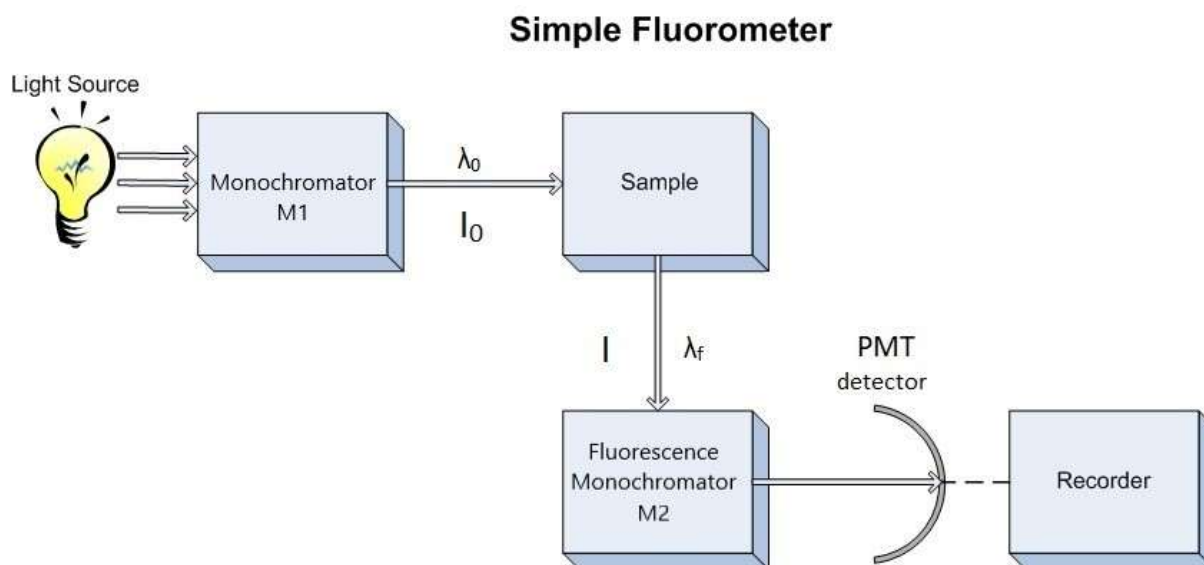 Simple Fluorometer
Light Source
Monochromator
M1
λ₀
I₀
Sample
I
λf
PMT
detector
Fluorescence
Monochromator
M2
Recorder